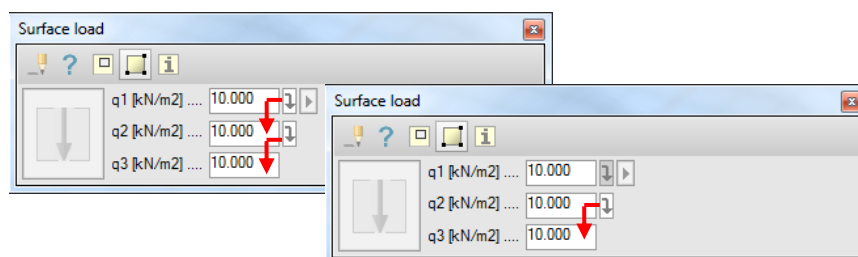 Surface load
?
i
q1 [kN/m2] .... 10.000
q2 [kN/m2] .... 10.000
q3 [kN/m2] .... 10.000
Surface load
?
i
q1 [kN/m2] .... 10.000
q2 [kN/m2] .... 10.000
q3 [kN/m2] .... 10.000